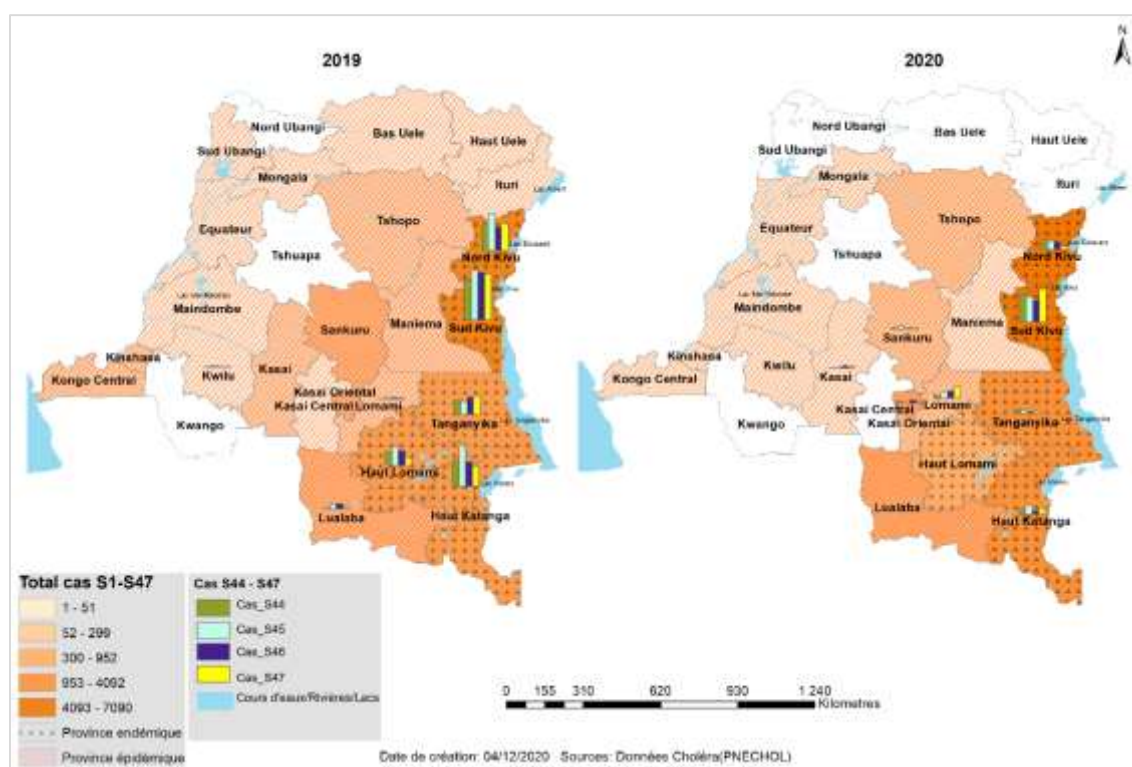 N
2019
2020
Nord Ubangi
Bas Uele
Haut Uele
Sud Ubangi
Mongala
Ituri
Lac Albert
Equateur
Tshopo
Tshuapa
Nord Kivu
Lac Edouard
Maindombe
Sankuru
Maniema
Sud Kivu
Kinshasa
Kongo Central
Kwilu
Kasai
Kasai Oriental
Kasai Central
Lomami
Kwango
Tanganyika
Haut Lomami
Lualaba
Haut Katanga
Nord Ubangi
Bas Uele
Haut Uele
Sud Ubangi
Mongala
Ituri
Equateur
Tshopo
Tshuapa
Nord Kivu
Maindombe
Sankuru
Maniema
Sud Kivu
Kinshasa
Kongo Central
Kwilu
Kasai
Kasai Central
Lomami
Kasai Oriental
Kwango
Tanganyika
Haut Lomami
Lualaba
Haut Katanga
Total cas S1-S47
1 - 51
52 - 299
300 - 952
953 - 4092
4093 - 7090
Province endémique
Province épidémique
Cas S44 - S47
Cas_S44
Cas_S45
Cas_S46
Cas_S47
Cours d'eaux/Rivières/Lacs
0 155 310 620 930 1.240
Kilometres
Date de création: 04/12/2020 Sources: Données Choléra(PNECHOL)